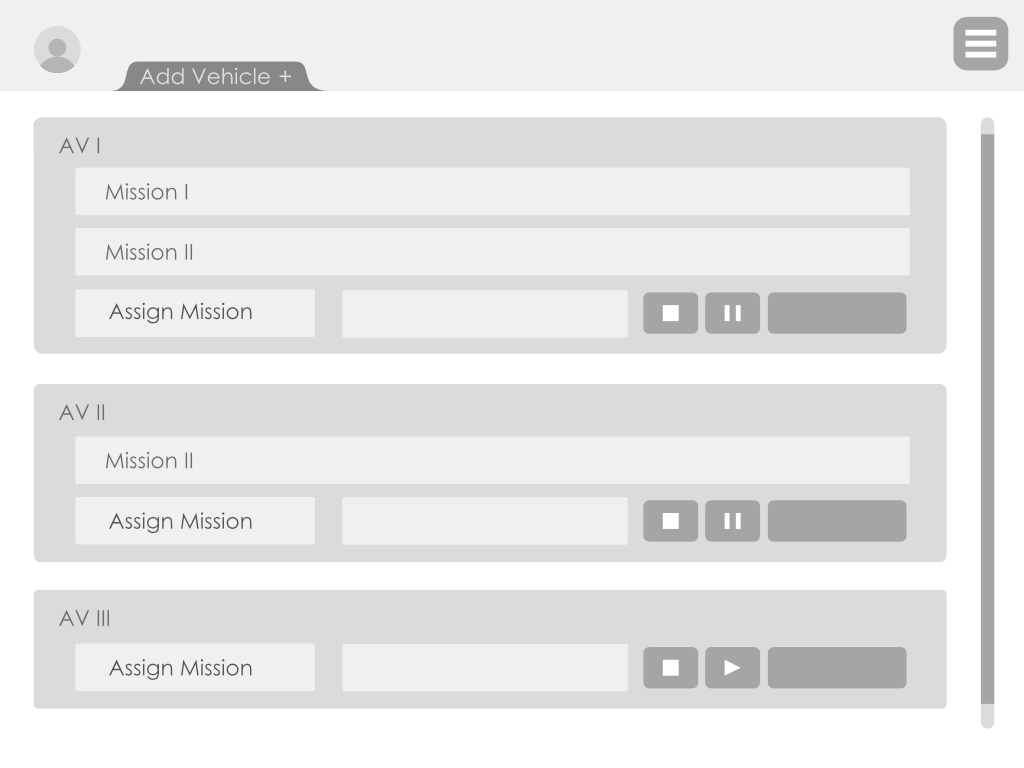 Add Vehicle +
AV I
Mission I
Mission II
Assign Mission
AV II
Mission II
Assign Mission
AV III
Assign Mission